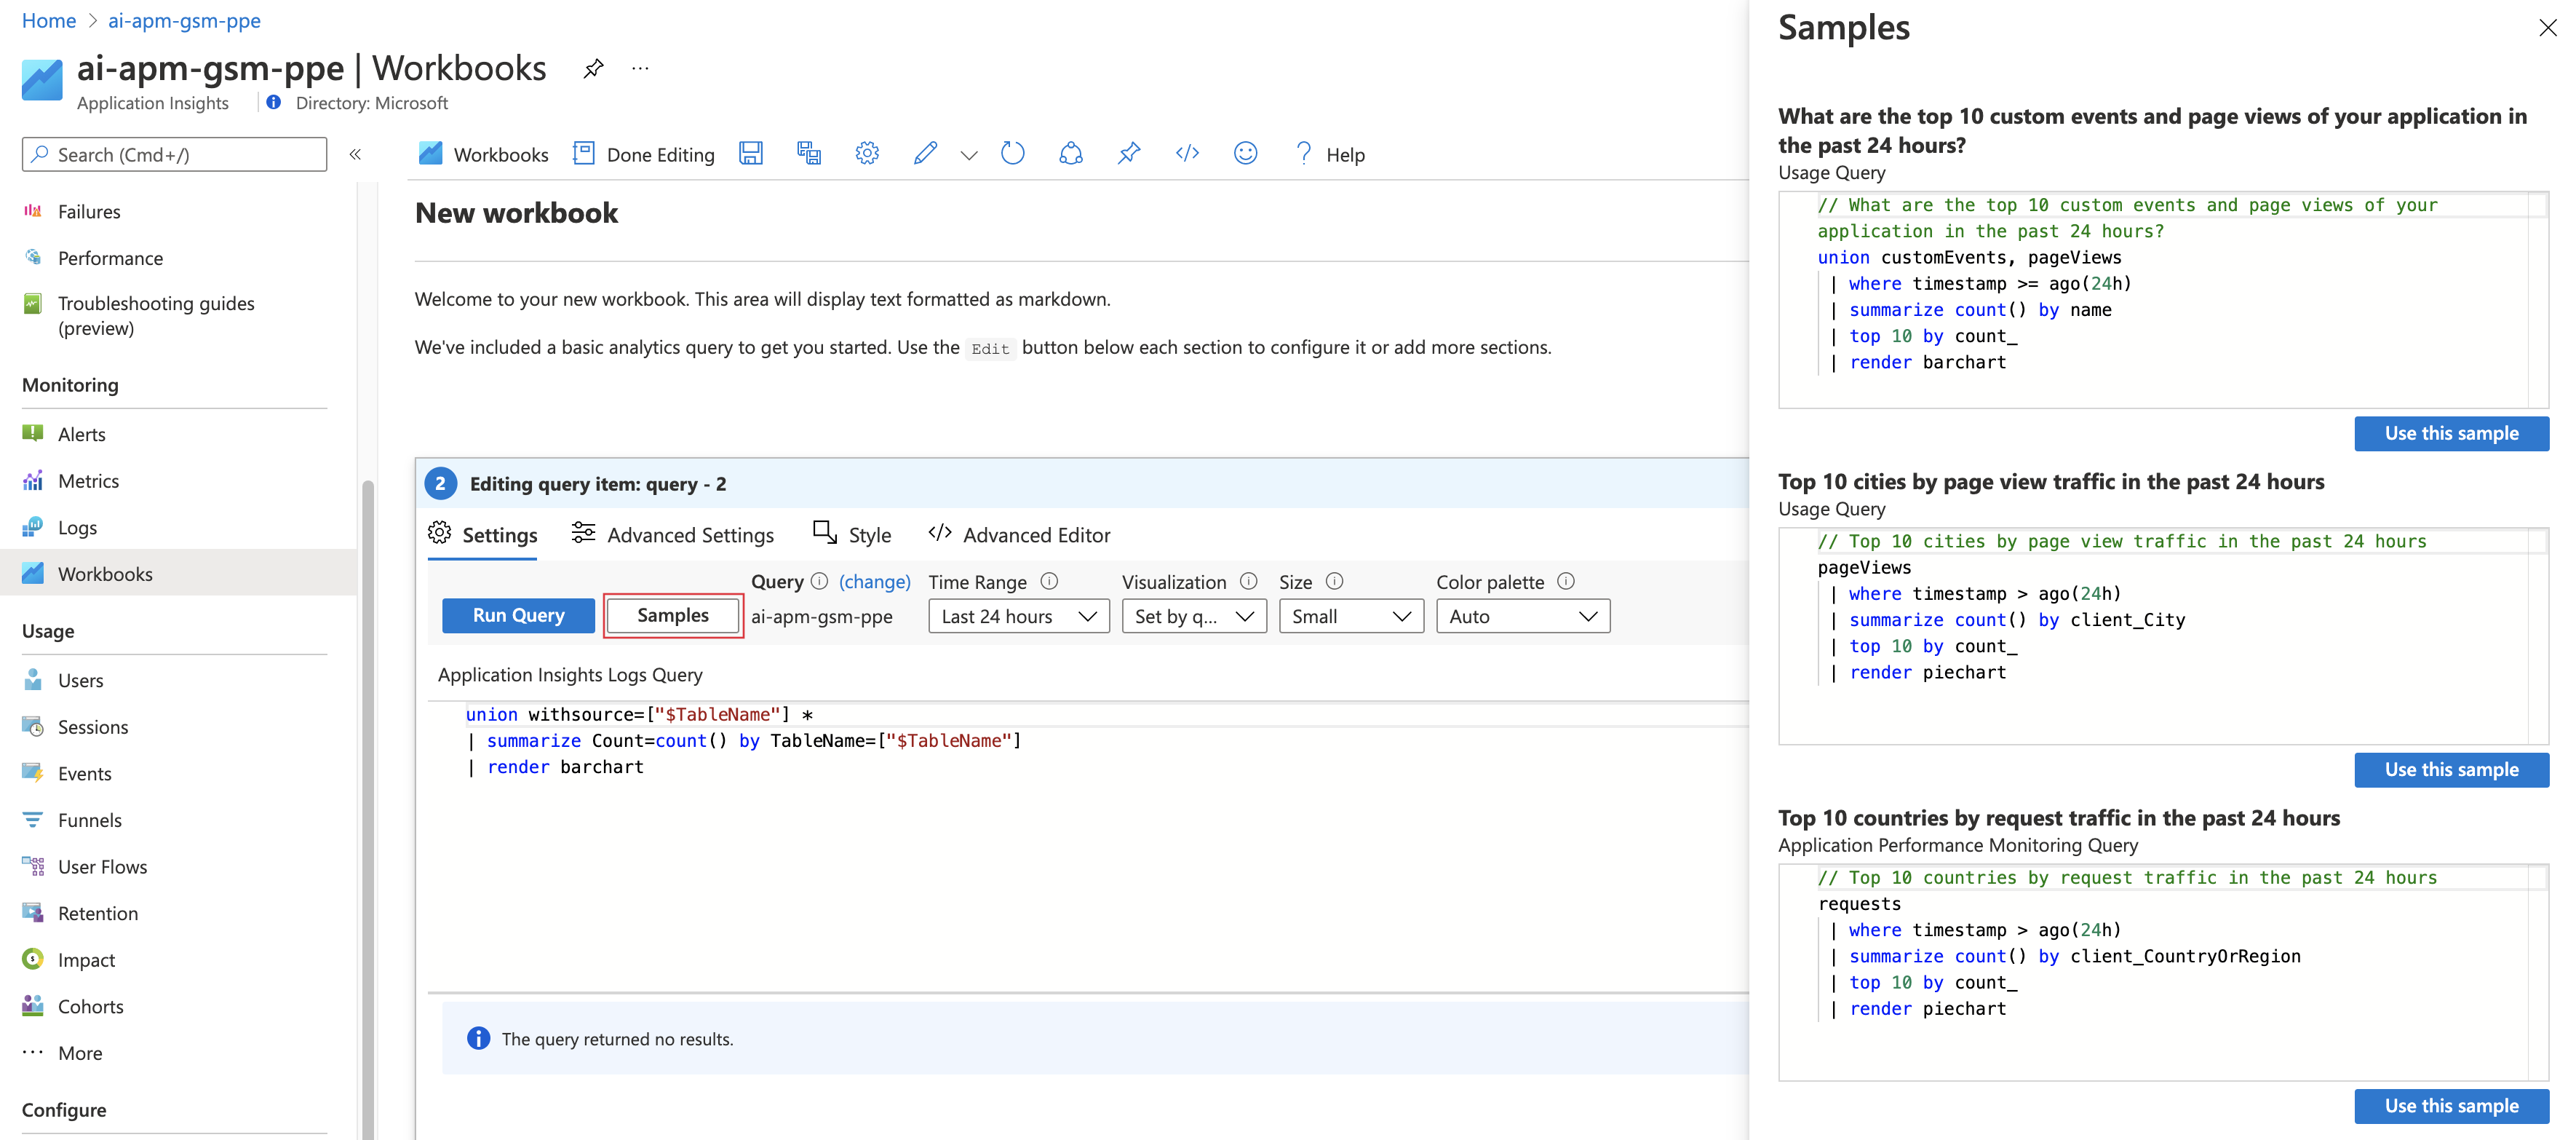 Home > ai-apm-gsm-ppe
ai-apm-gsm-ppe | Workbooks
Application Insights
Directory: Microsoft
Search (Cmd+/)
Failures
Performance
Troubleshooting guides
(preview)
Monitoring
Alerts
Metrics
Logs
Workbooks
Usage
Users
Sessions
Events
Funnels
User Flows
Retention
Impact
Cohorts
More
Configure
Workbooks
Done Editing
Help
New workbook
Welcome to your new workbook. This area will display text formatted as markdown.
We've included a basic analytics query to get you started. Use the Edit button below each section to configure it or add more sections.
2 Editing query item: query - 2
Settings
Advanced Settings
Style
Advanced Editor
Run Query
Samples
Query (change)
ai-apm-gsm-ppe
Time Range
Last 24 hours
Visualization
Set by q...
Size
Small
Color palette
Auto
Application Insights Logs Query
union withsource=["$TableName"] *
| summarize Count=count() by TableName=["$TableName"]
| render barchart
The query returned no results.
Samples
What are the top 10 custom events and page views of your application in
the past 24 hours?
Usage Query
// What are the top 10 custom events and page views of your
application in the past 24 hours?
union customEvents, pageViews
| where timestamp >= ago(24h)
| summarize count() by name
| top 10 by count_
| render barchart
Use this sample
Top 10 cities by page view traffic in the past 24 hours
Usage Query
// Top 10 cities by page view traffic in the past 24 hours
pageViews
| where timestamp > ago(24h)
| summarize count() by client_City
| top 10 by count_
| render piechart
Use this sample
Top 10 countries by request traffic in the past 24 hours
Application Performance Monitoring Query
// Top 10 countries by request traffic in the past 24 hours
requests
| where timestamp > ago(24h)
| summarize count() by client_CountryOrRegion
| top 10 by count_
| render piechart
Use this sample